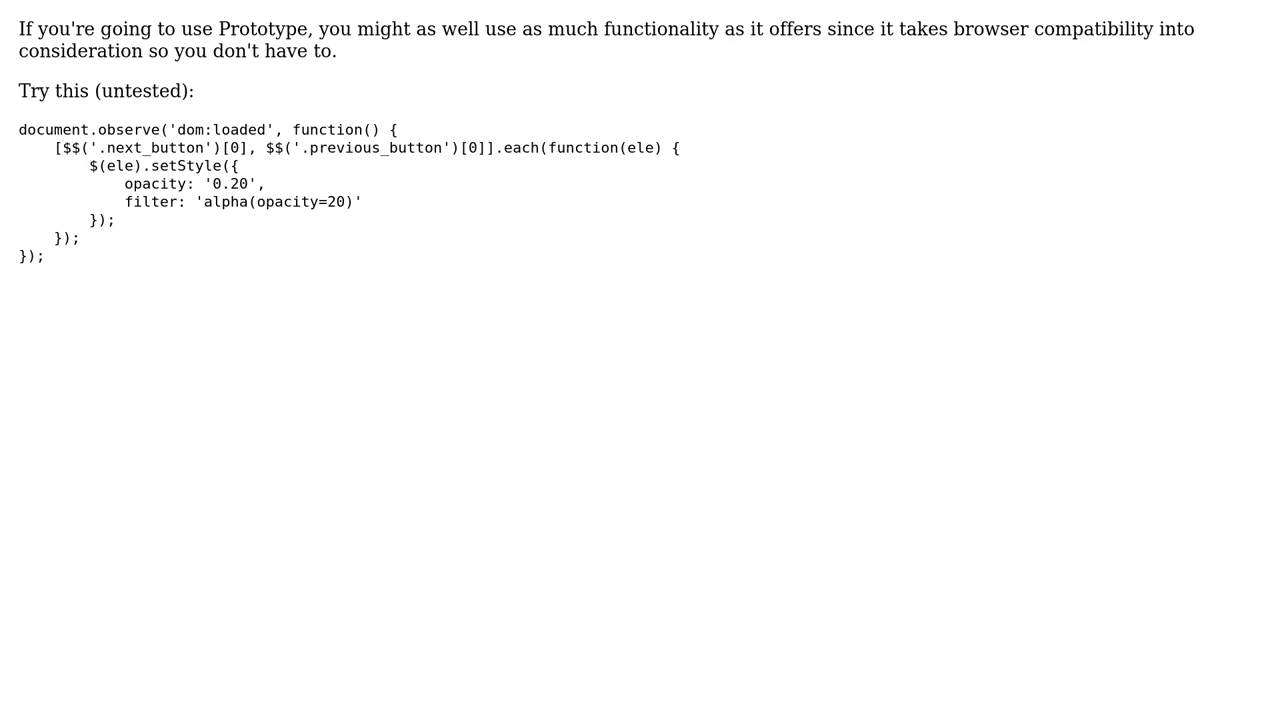 If you're going to use Prototype, you might as well use as much functionality as it offers since it takes browser compatibility into
consideration so you don't have to.
Try this (untested):
document.observe('dom:loaded', function() {
    [$$('.next_button')[0], $$('.previous_button')[0]].each(function(ele) {
        $(ele).setStyle({
            opacity: '0.20',
            filter: 'alpha(opacity=20)'
        });
    });
});